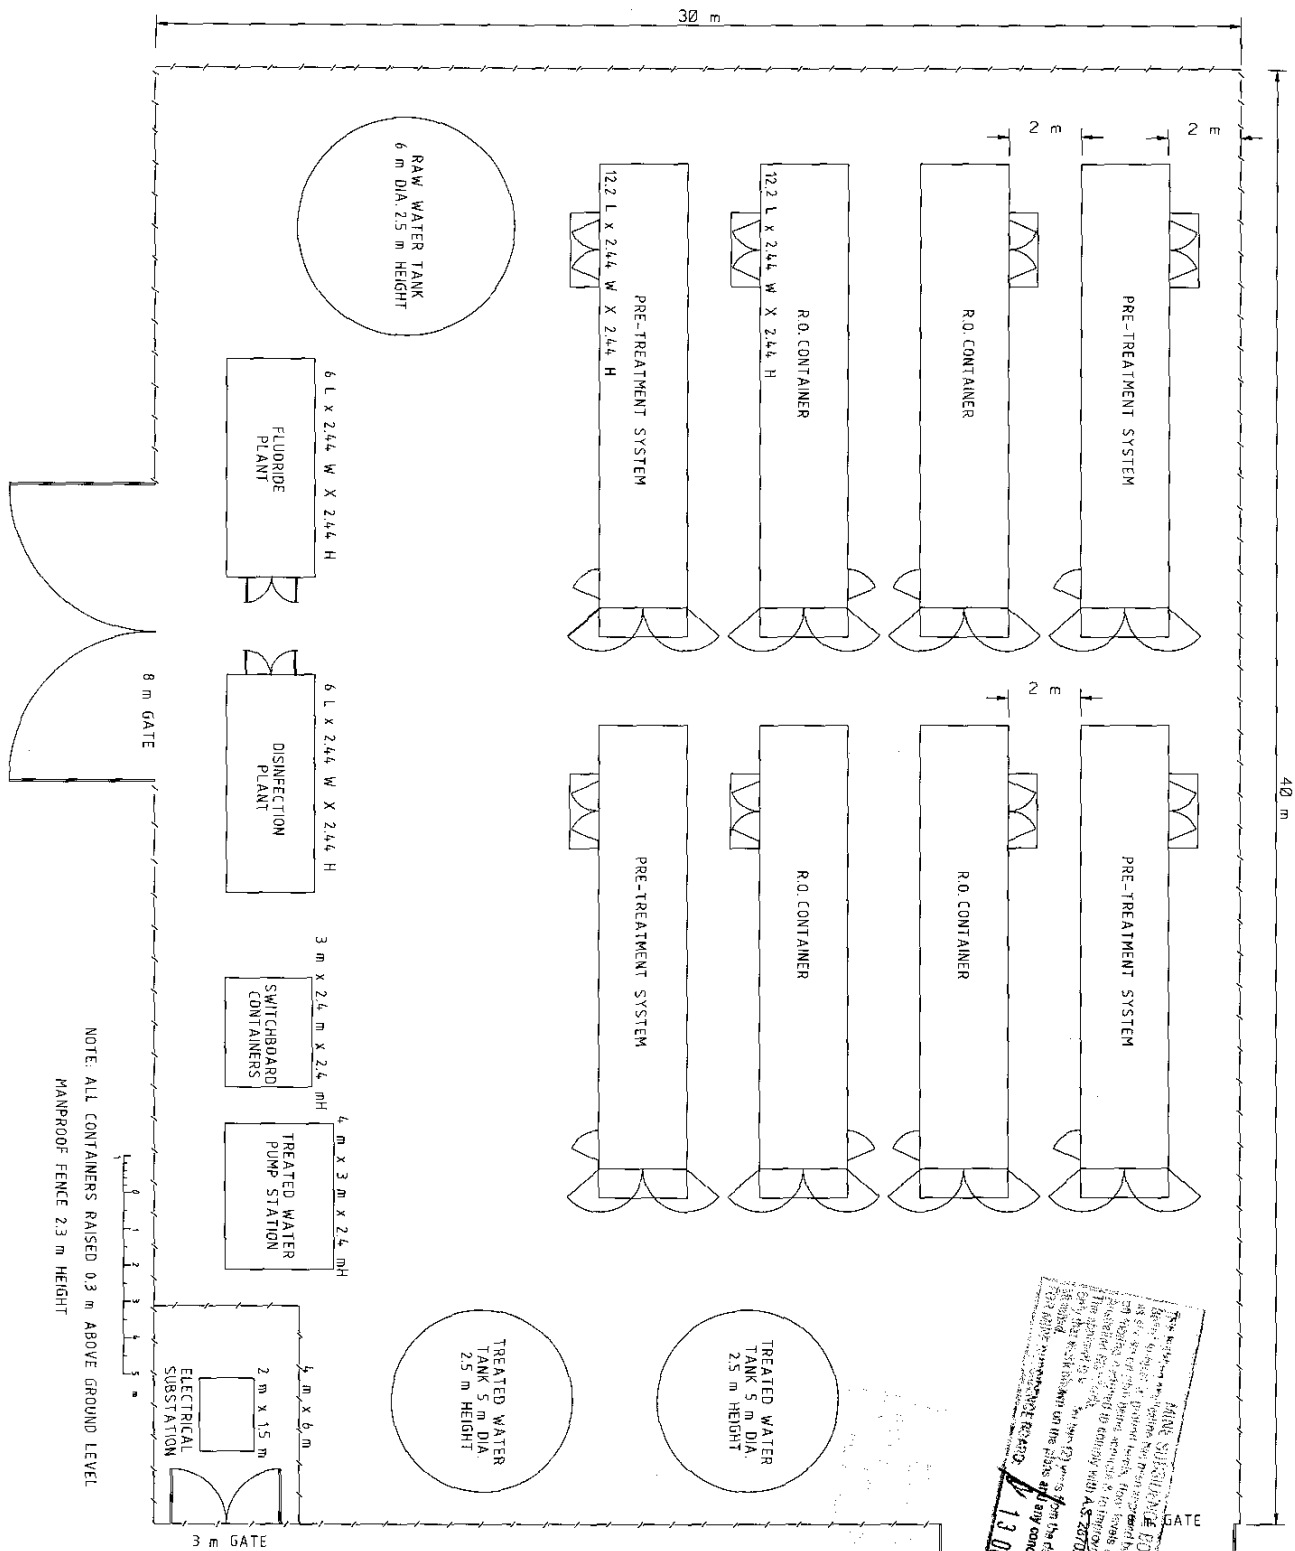 30 m
2 m
2 m
40 m
RAW WATER TANK
6 m DIA. 2.5 m HEIGHT
12.2 L x 2.44 W X 2.44 H
PRE-TREATMENT SYSTEM
12.2 L x 2.44 W X 2.44 H
R.O. CONTAINER
R.O. CONTAINER
PRE-TREATMENT SYSTEM
6 L x 2.44 W X 2.44 H
FLUORIDE
PLANT
8 m GATE
6 L x 2.44 W X 2.44 H
DISINFECTION
PLANT
2 m
PRE-TREATMENT SYSTEM
R.O. CONTAINER
R.O. CONTAINER
PRE-TREATMENT SYSTEM
3 m x 2.4 m x 2.4 mH
SWITCHBOARD
CONTAINERS
4 m x 3 m x 2.4 mH
TREATED WATER
PUMP STATION
TREATED WATER
TANK 5 m DIA.
2.5 m HEIGHT
TREATED WATER
TANK 5 m DIA.
2.5 m HEIGHT
4 m x 6 m
2 m x 1.5 m
ELECTRICAL
SUBSTATION
3 m GATE
GATE
1 0 1 2 3 4 5 m
NOTE: ALL CONTAINERS RAISED 0.3 m ABOVE GROUND LEVEL
MANPROOF FENCE 2.3 m HEIGHT
MINE SUBSIDENCE